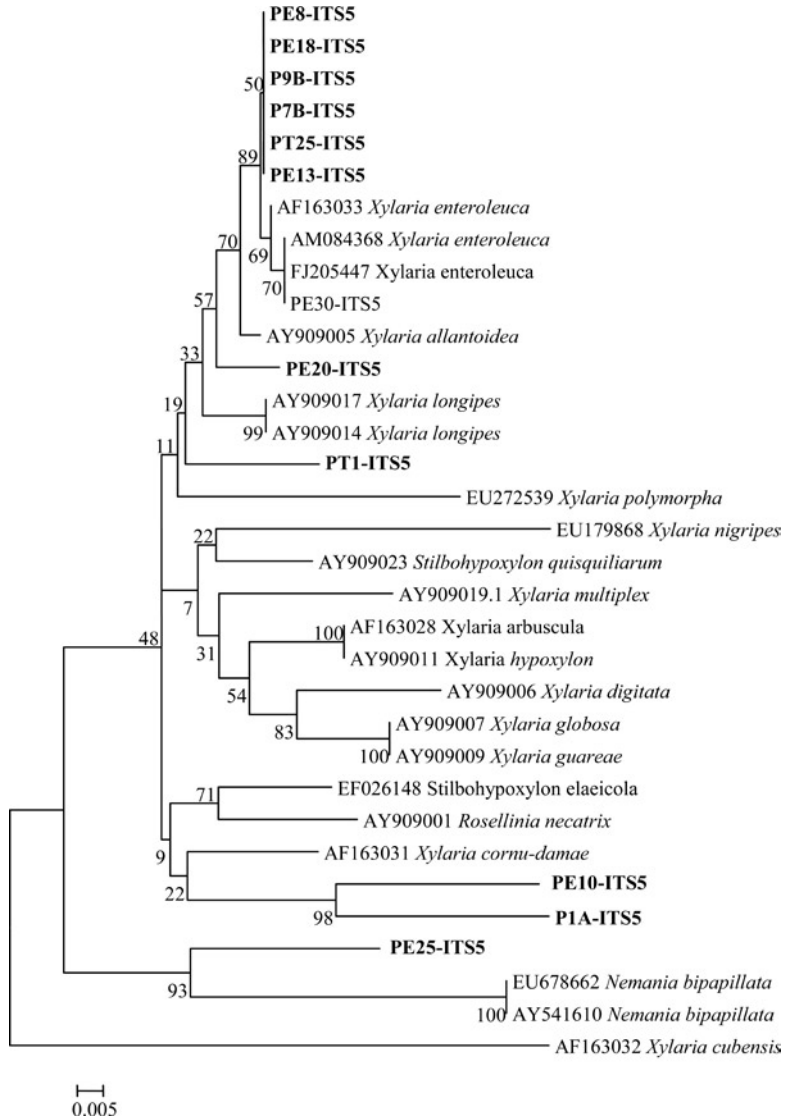 PE8-ITS5
PE18-ITS5
50
P9B-ITS5
P7B-ITS5
PT25-ITS5
89
PE13-ITS5
AF163033 Xylaria enteroleuca
AM084368 Xylaria enteroleuca
70
69
FJ205447 Xylaria enteroleuca
70
PE30-ITS5
57
AY909005 Xylaria allantoidea
33
PE20-ITS5
AY909017 Xylaria longipes
19
99
AY909014 Xylaria longipes
11
PT1-ITS5
EU272539 Xylaria polymorpha
EU179868 Xylaria nigripes
22
AY909023 Stilbohypoxylon quisquiliarum
7
AY909019.1 Xylaria multiplex
100
AF163028 Xylaria arbuscula
48
31
AY909011 Xylaria hypoxylon
54
AY909006 Xylaria digitata
83
AY909007 Xylaria globosa
100
AY909009 Xylaria guareae
71
EF026148 Stilbohypoxylon elaeicola
AY909001 Rosellinia necatrix
9
AF163031 Xylaria cornu-damae
22
PE10-ITS5
98
P1A-ITS5
PE25-ITS5
93
EU678662 Nemania bipapillata
100
AY541610 Nemania bipapillata
AF163032 Xylaria cubensis
0.005